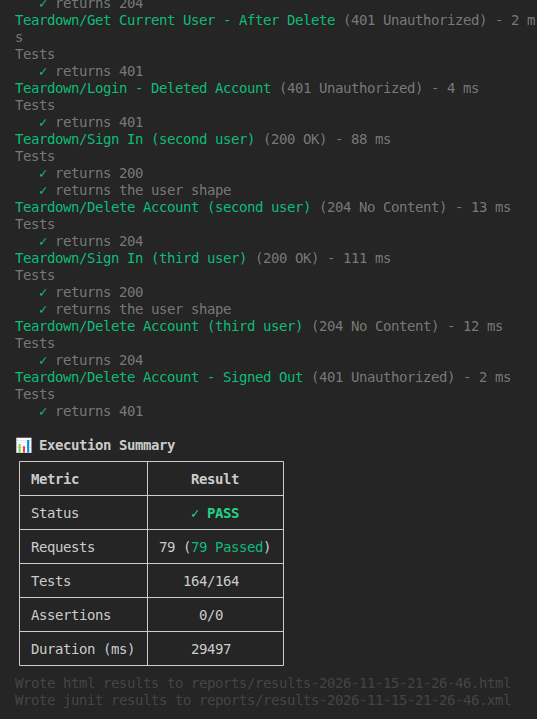 ✓ returns 204
Teardown/Get Current User - After Delete (401 Unauthorized) - 2 m
s
Tests
✓ returns 401
Teardown/Login - Deleted Account (401 Unauthorized) - 4 ms
Tests
✓ returns 401
Teardown/Sign In (second user) (200 OK) - 88 ms
Tests
✓ returns 200
✓ returns the user shape
Teardown/Delete Account (second user) (204 No Content) - 13 ms
Tests
✓ returns 204
Teardown/Sign In (third user) (200 OK) - 111 ms
Tests
✓ returns 200
✓ returns the user shape
Teardown/Delete Account (third user) (204 No Content) - 12 ms
Tests
✓ returns 204
Teardown/Delete Account - Signed Out (401 Unauthorized) - 2 ms
Tests
✓ returns 401
📊 Execution Summary
Metric Result
Status ✓ PASS
Requests 79 (79 Passed)
Tests 164/164
Assertions 0/0
Duration (ms) 29497
Wrote html results to reports/results-2026-11-15-21-26-46.html
Wrote junit results to reports/results-2026-11-15-21-26-46.xml